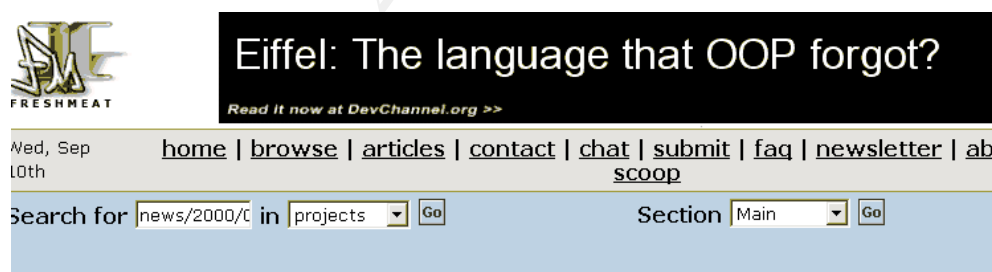 FRESHMEAT
Eiffel: The language that OOP forgot?
Read it now at DevChannel.org >>
Wed, Sep
10th
home | browse | articles | contact | chat | submit | faq | newsletter | ab
scoop
Search for news/2000/0 in projects Go Section Main Go